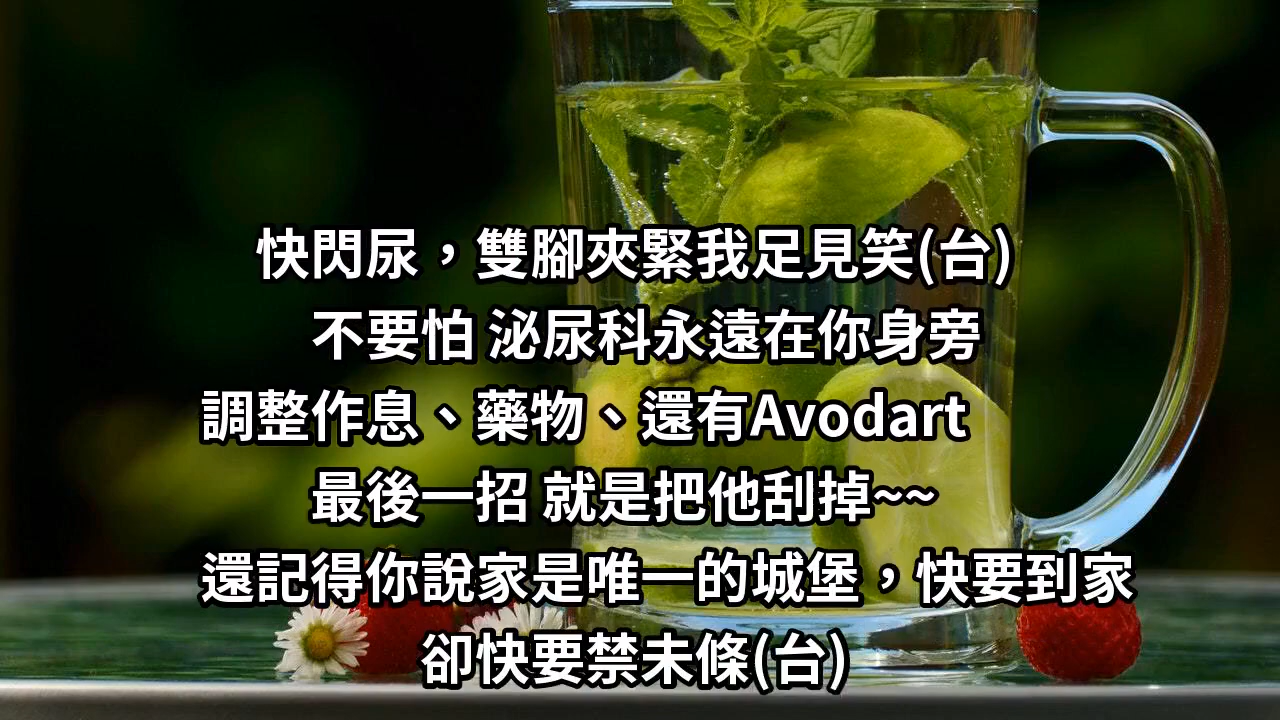 快閃尿，雙腳夾緊我足見笑(台)
不要怕 泌尿科永遠在你身旁
調整作息、藥物、還有Avodart
最後一招 就是把他刮掉~~
還記得你說家是唯一的城堡，快要到家
卻快要禁未條(台)